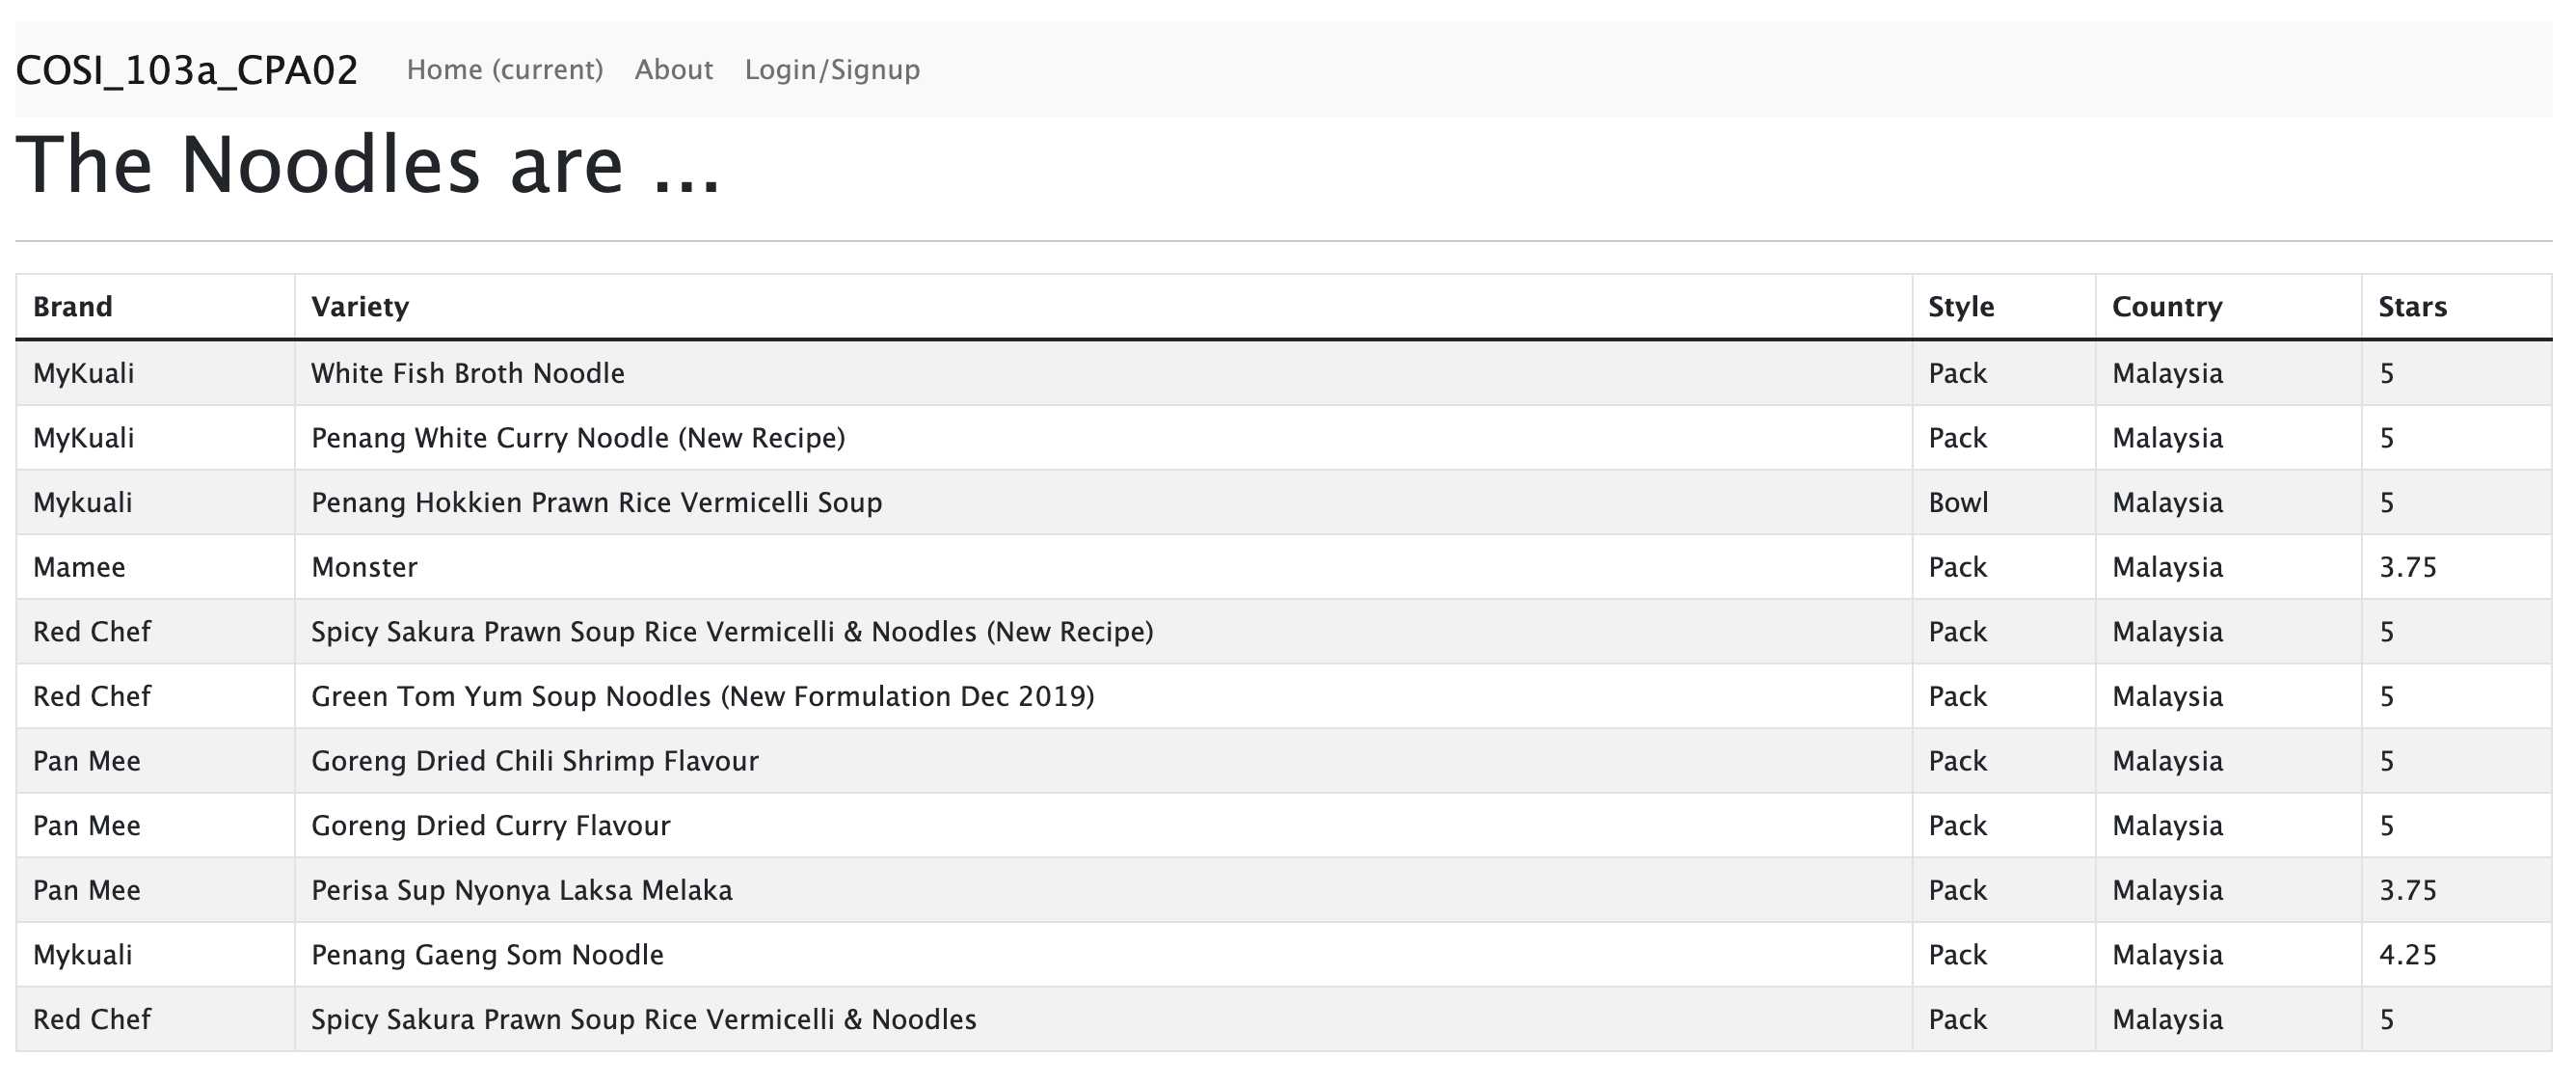 COSI_103a_CPA02 Home (current) About Login/Signup
The Noodles are ...
Brand Variety Style Country Stars
MyKuali White Fish Broth Noodle Pack Malaysia 5
MyKuali Penang White Curry Noodle (New Recipe) Pack Malaysia 5
Mykuali Penang Hokkien Prawn Rice Vermicelli Soup Bowl Malaysia 5
Mamee Monster Pack Malaysia 3.75
Red Chef Spicy Sakura Prawn Soup Rice Vermicelli & Noodles (New Recipe) Pack Malaysia 5
Red Chef Green Tom Yum Soup Noodles (New Formulation Dec 2019) Pack Malaysia 5
Pan Mee Goreng Dried Chili Shrimp Flavour Pack Malaysia 5
Pan Mee Goreng Dried Curry Flavour Pack Malaysia 5
Pan Mee Perisa Sup Nyonya Laksa Melaka Pack Malaysia 3.75
Mykuali Penang Gaeng Som Noodle Pack Malaysia 4.25
Red Chef Spicy Sakura Prawn Soup Rice Vermicelli & Noodles Pack Malaysia 5